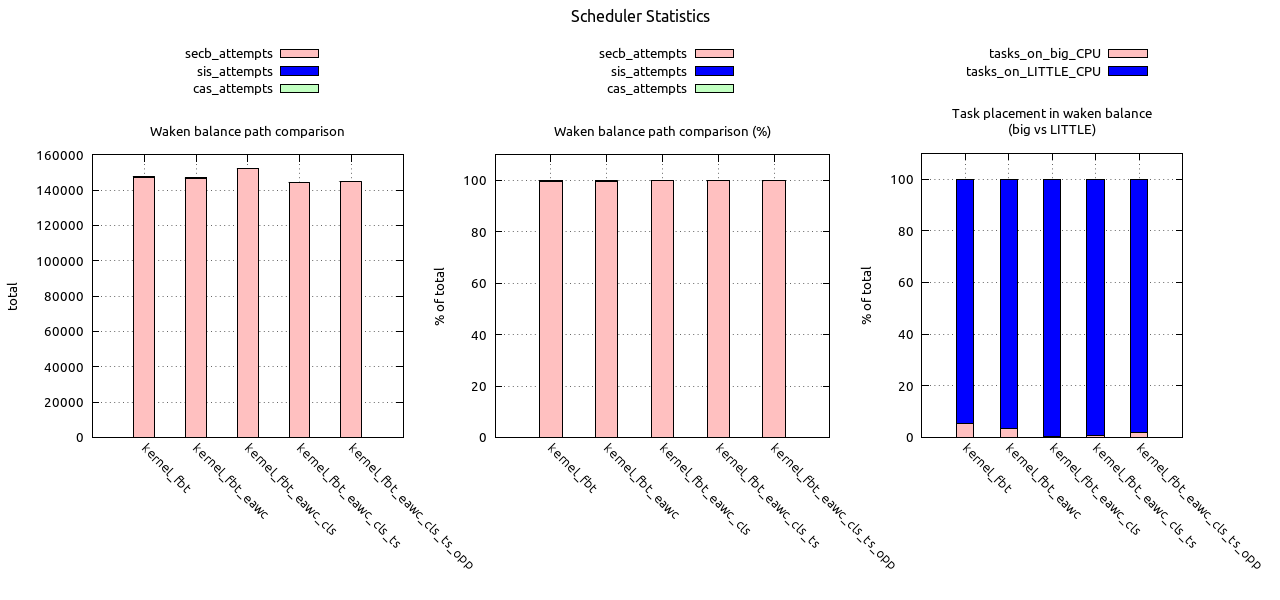 Scheduler Statistics
secb_attempts
sis_attempts
cas_attempts
Waken balance path comparison
160000
140000
120000
100000
80000
60000
40000
20000
0
total
kernel_fbt
kernel_fbt_eawc
kernel_fbt_eawc_cls
kernel_fbt_eawc_cls_ts
kernel_fbt_eawc_cls_ts_opp
secb_attempts
sis_attempts
cas_attempts
Waken balance path comparison (%)
100
80
60
40
20
0
% of total
kernel_fbt
kernel_fbt_eawc
kernel_fbt_eawc_cls
kernel_fbt_eawc_cls_ts
kernel_fbt_eawc_cls_ts_opp
tasks_on_big_CPU
tasks_on_LITTLE_CPU
Task placement in waken balance
(big vs LITTLE)
100
80
60
40
20
0
% of total
kernel_fbt
kernel_fbt_eawc
kernel_fbt_eawc_cls
kernel_fbt_eawc_cls_ts
kernel_fbt_eawc_cls_ts_opp